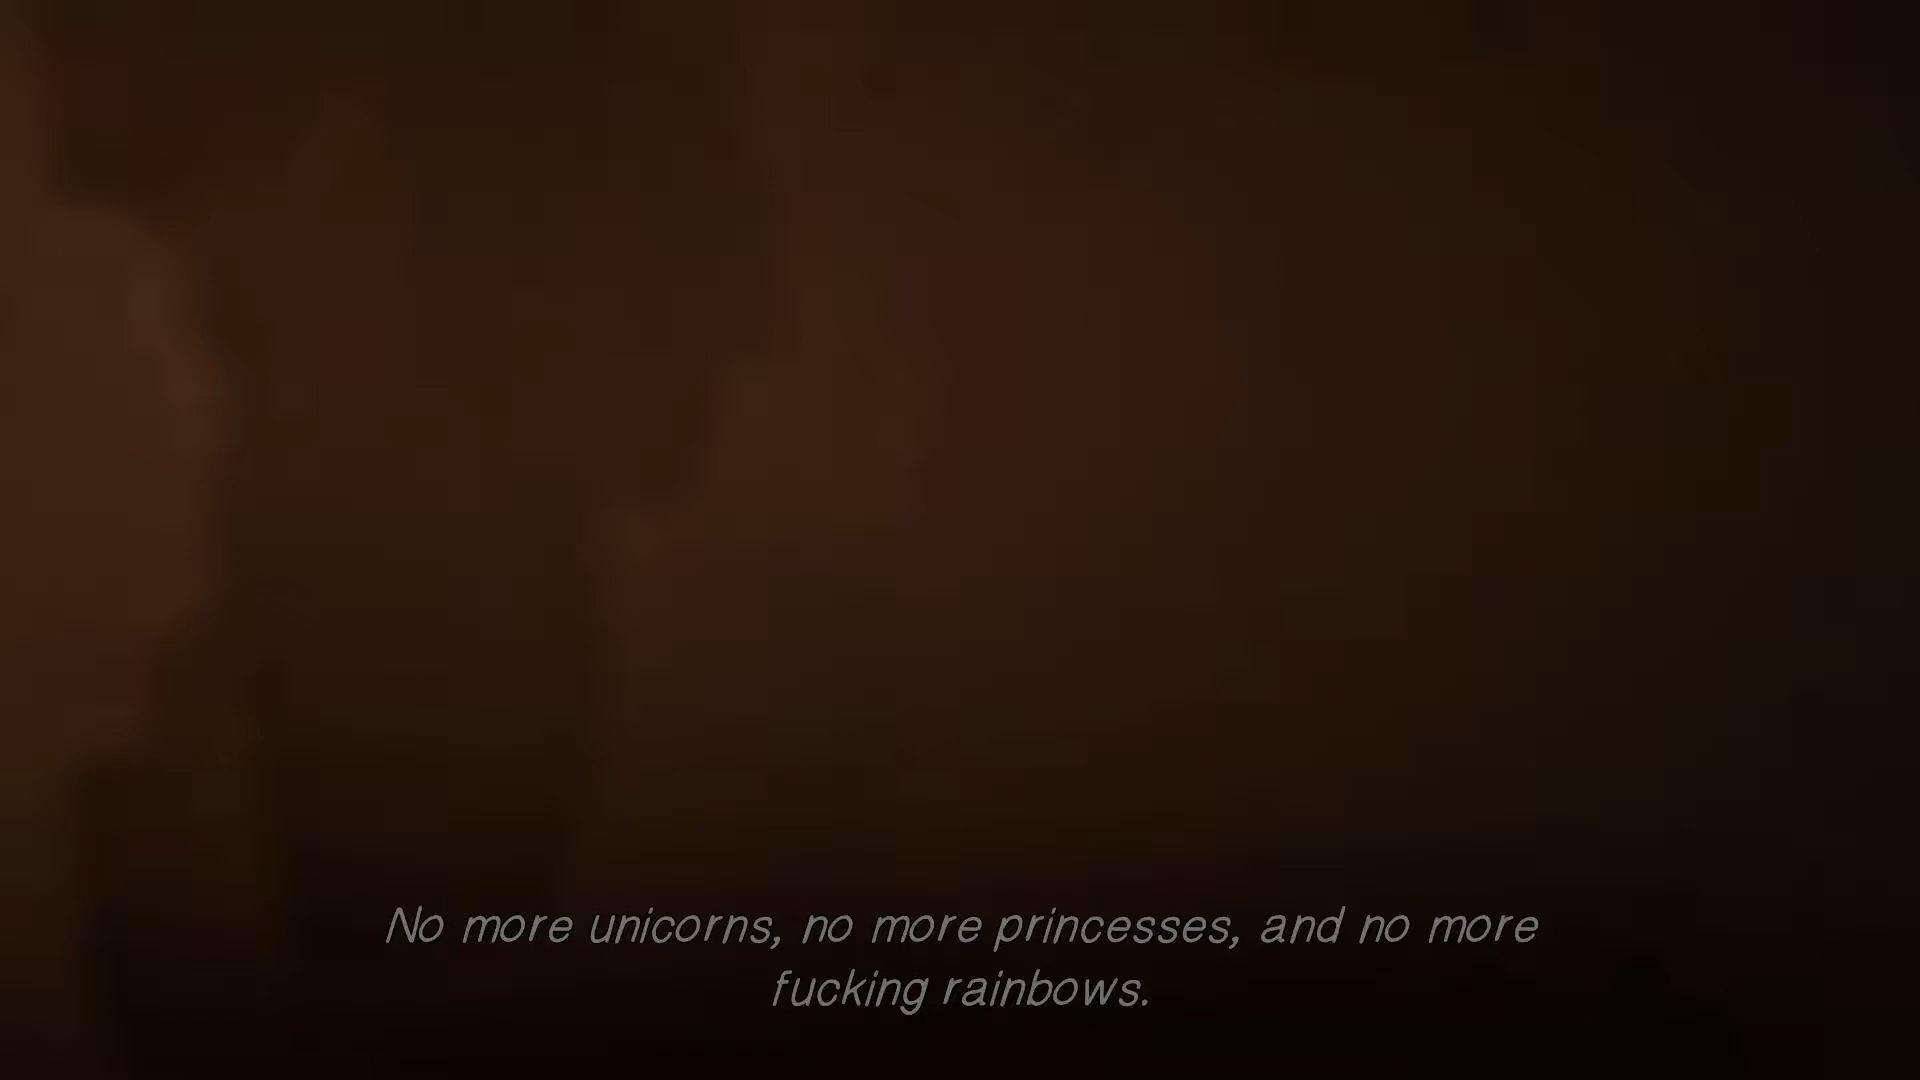 No more unicorns, no more princesses, and no more
fucking rainbows.